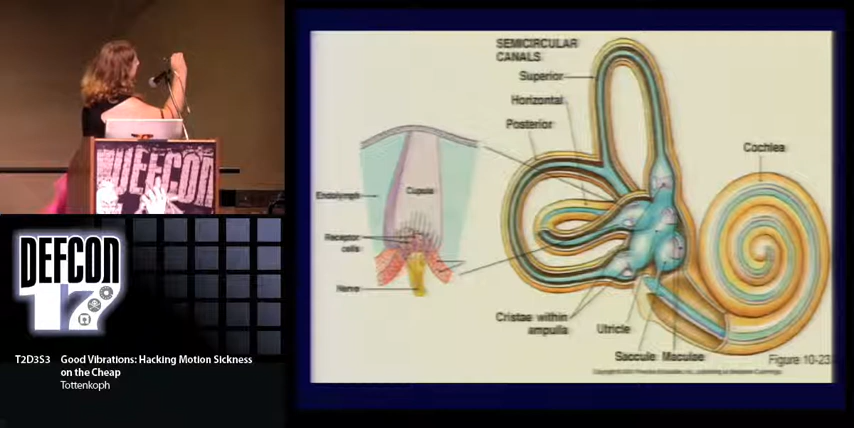 DEFCON
DEFCON
17
T2D3S3 Good Vibrations: Hacking Motion Sickness
on the Cheap
Tottenkoph
SEMICIRCULAR
CANALS
Superior
Horizontal
Posterior
Cochlea
Cupula
Endolymph
Receptor
cells
Nerve
Cristae within
ampulla
Utricle
Saccule
Maculae
Figure 10-23